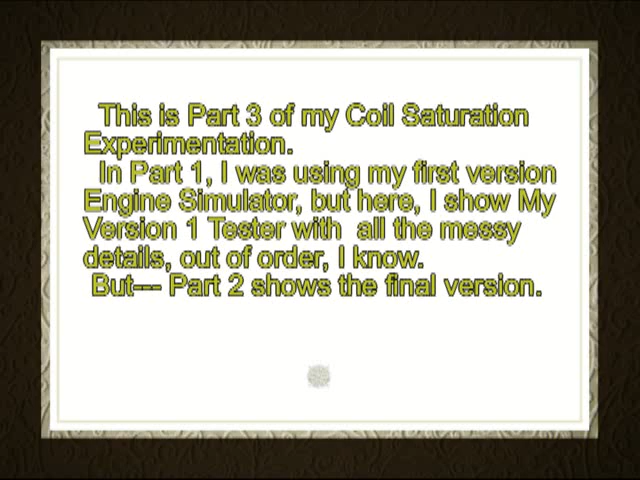 This is Part 3 of my Coil Saturation
Experimentation.
In Part 1, I was using my first version
Engine Simulator, but here, I show My
Version 1 Tester with all the messy
details, out of order, I know.
But--- Part 2 shows the final version.